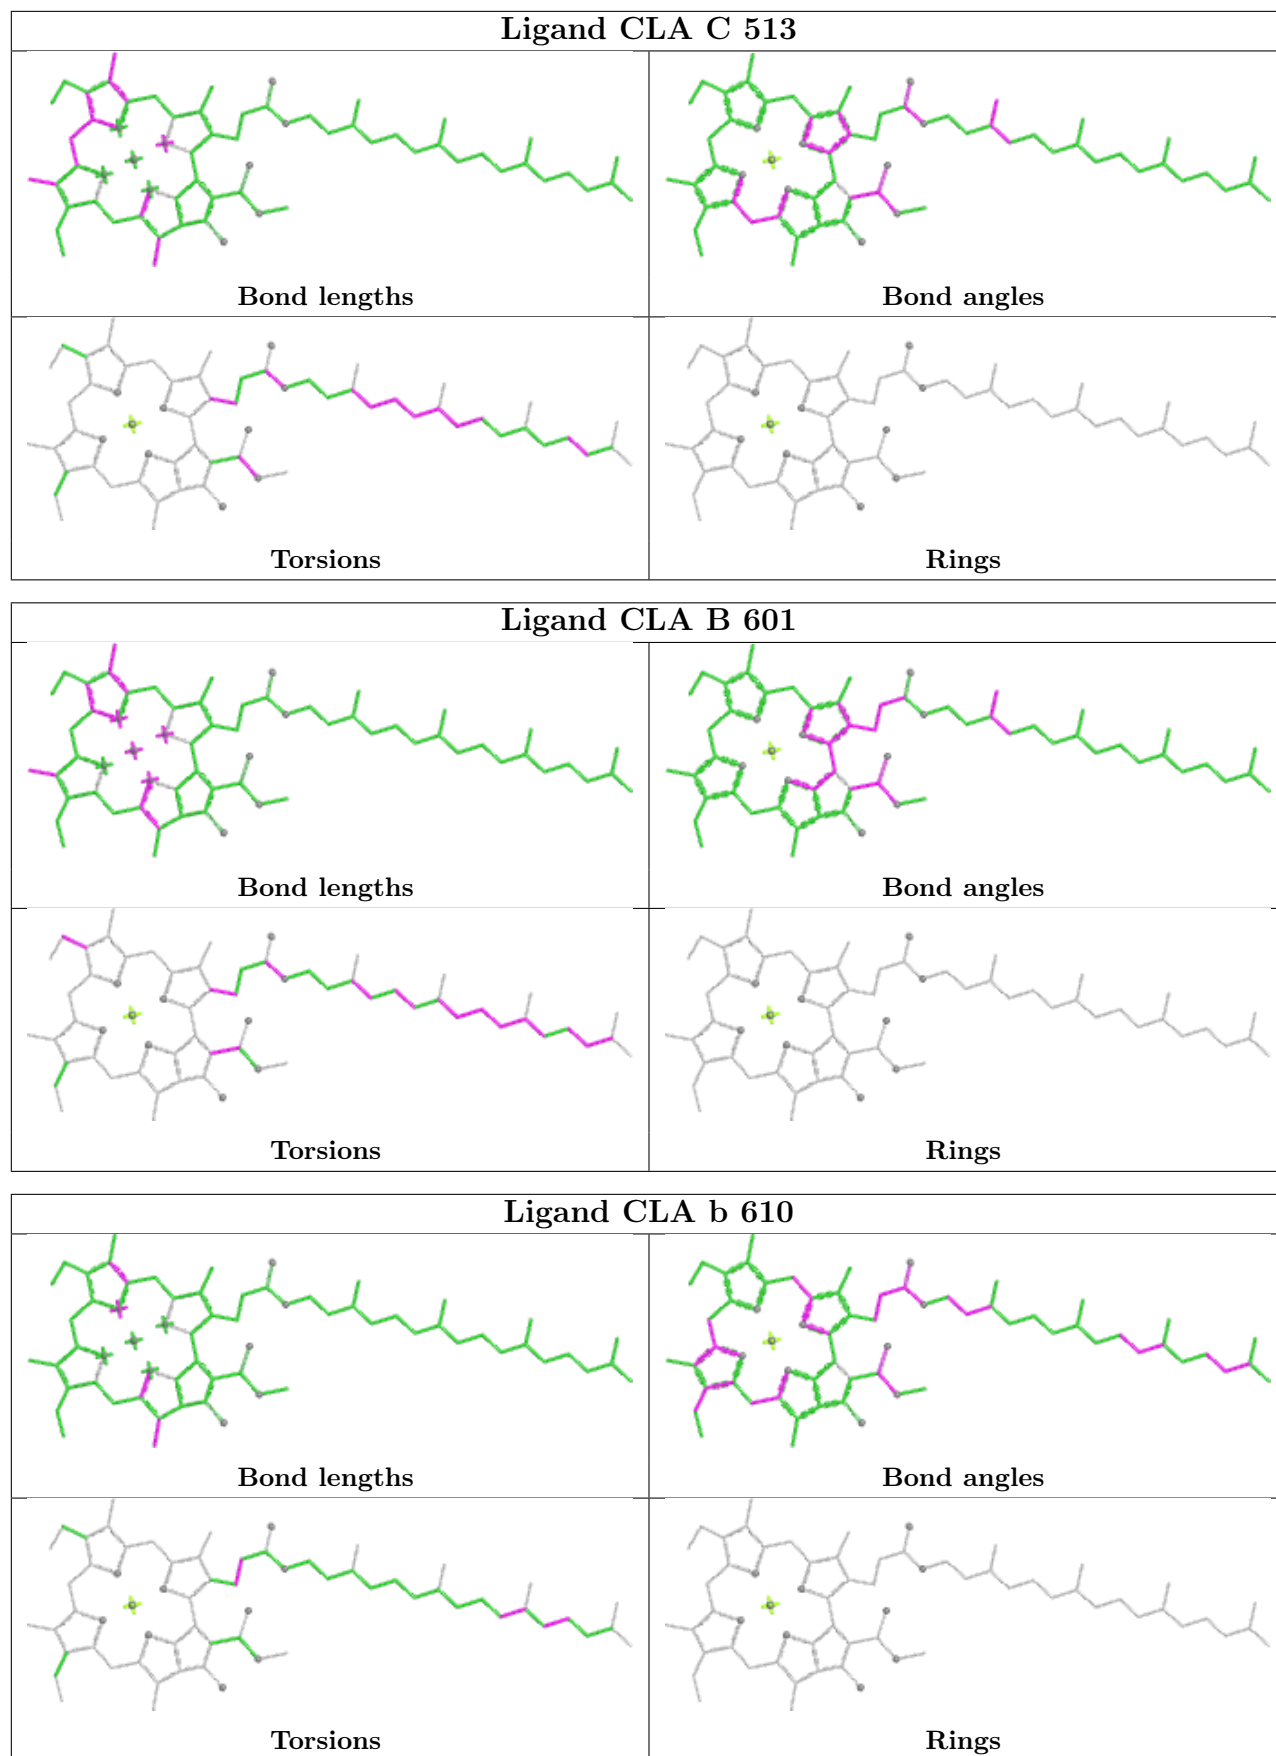 Ligand CLA C 513
Bond lengths
Bond angles
Torsions
Rings
Ligand CLA B 601
Bond lengths
Bond angles
Torsions
Rings
Ligand CLA b 610
Bond lengths
Bond angles
Torsions
Rings